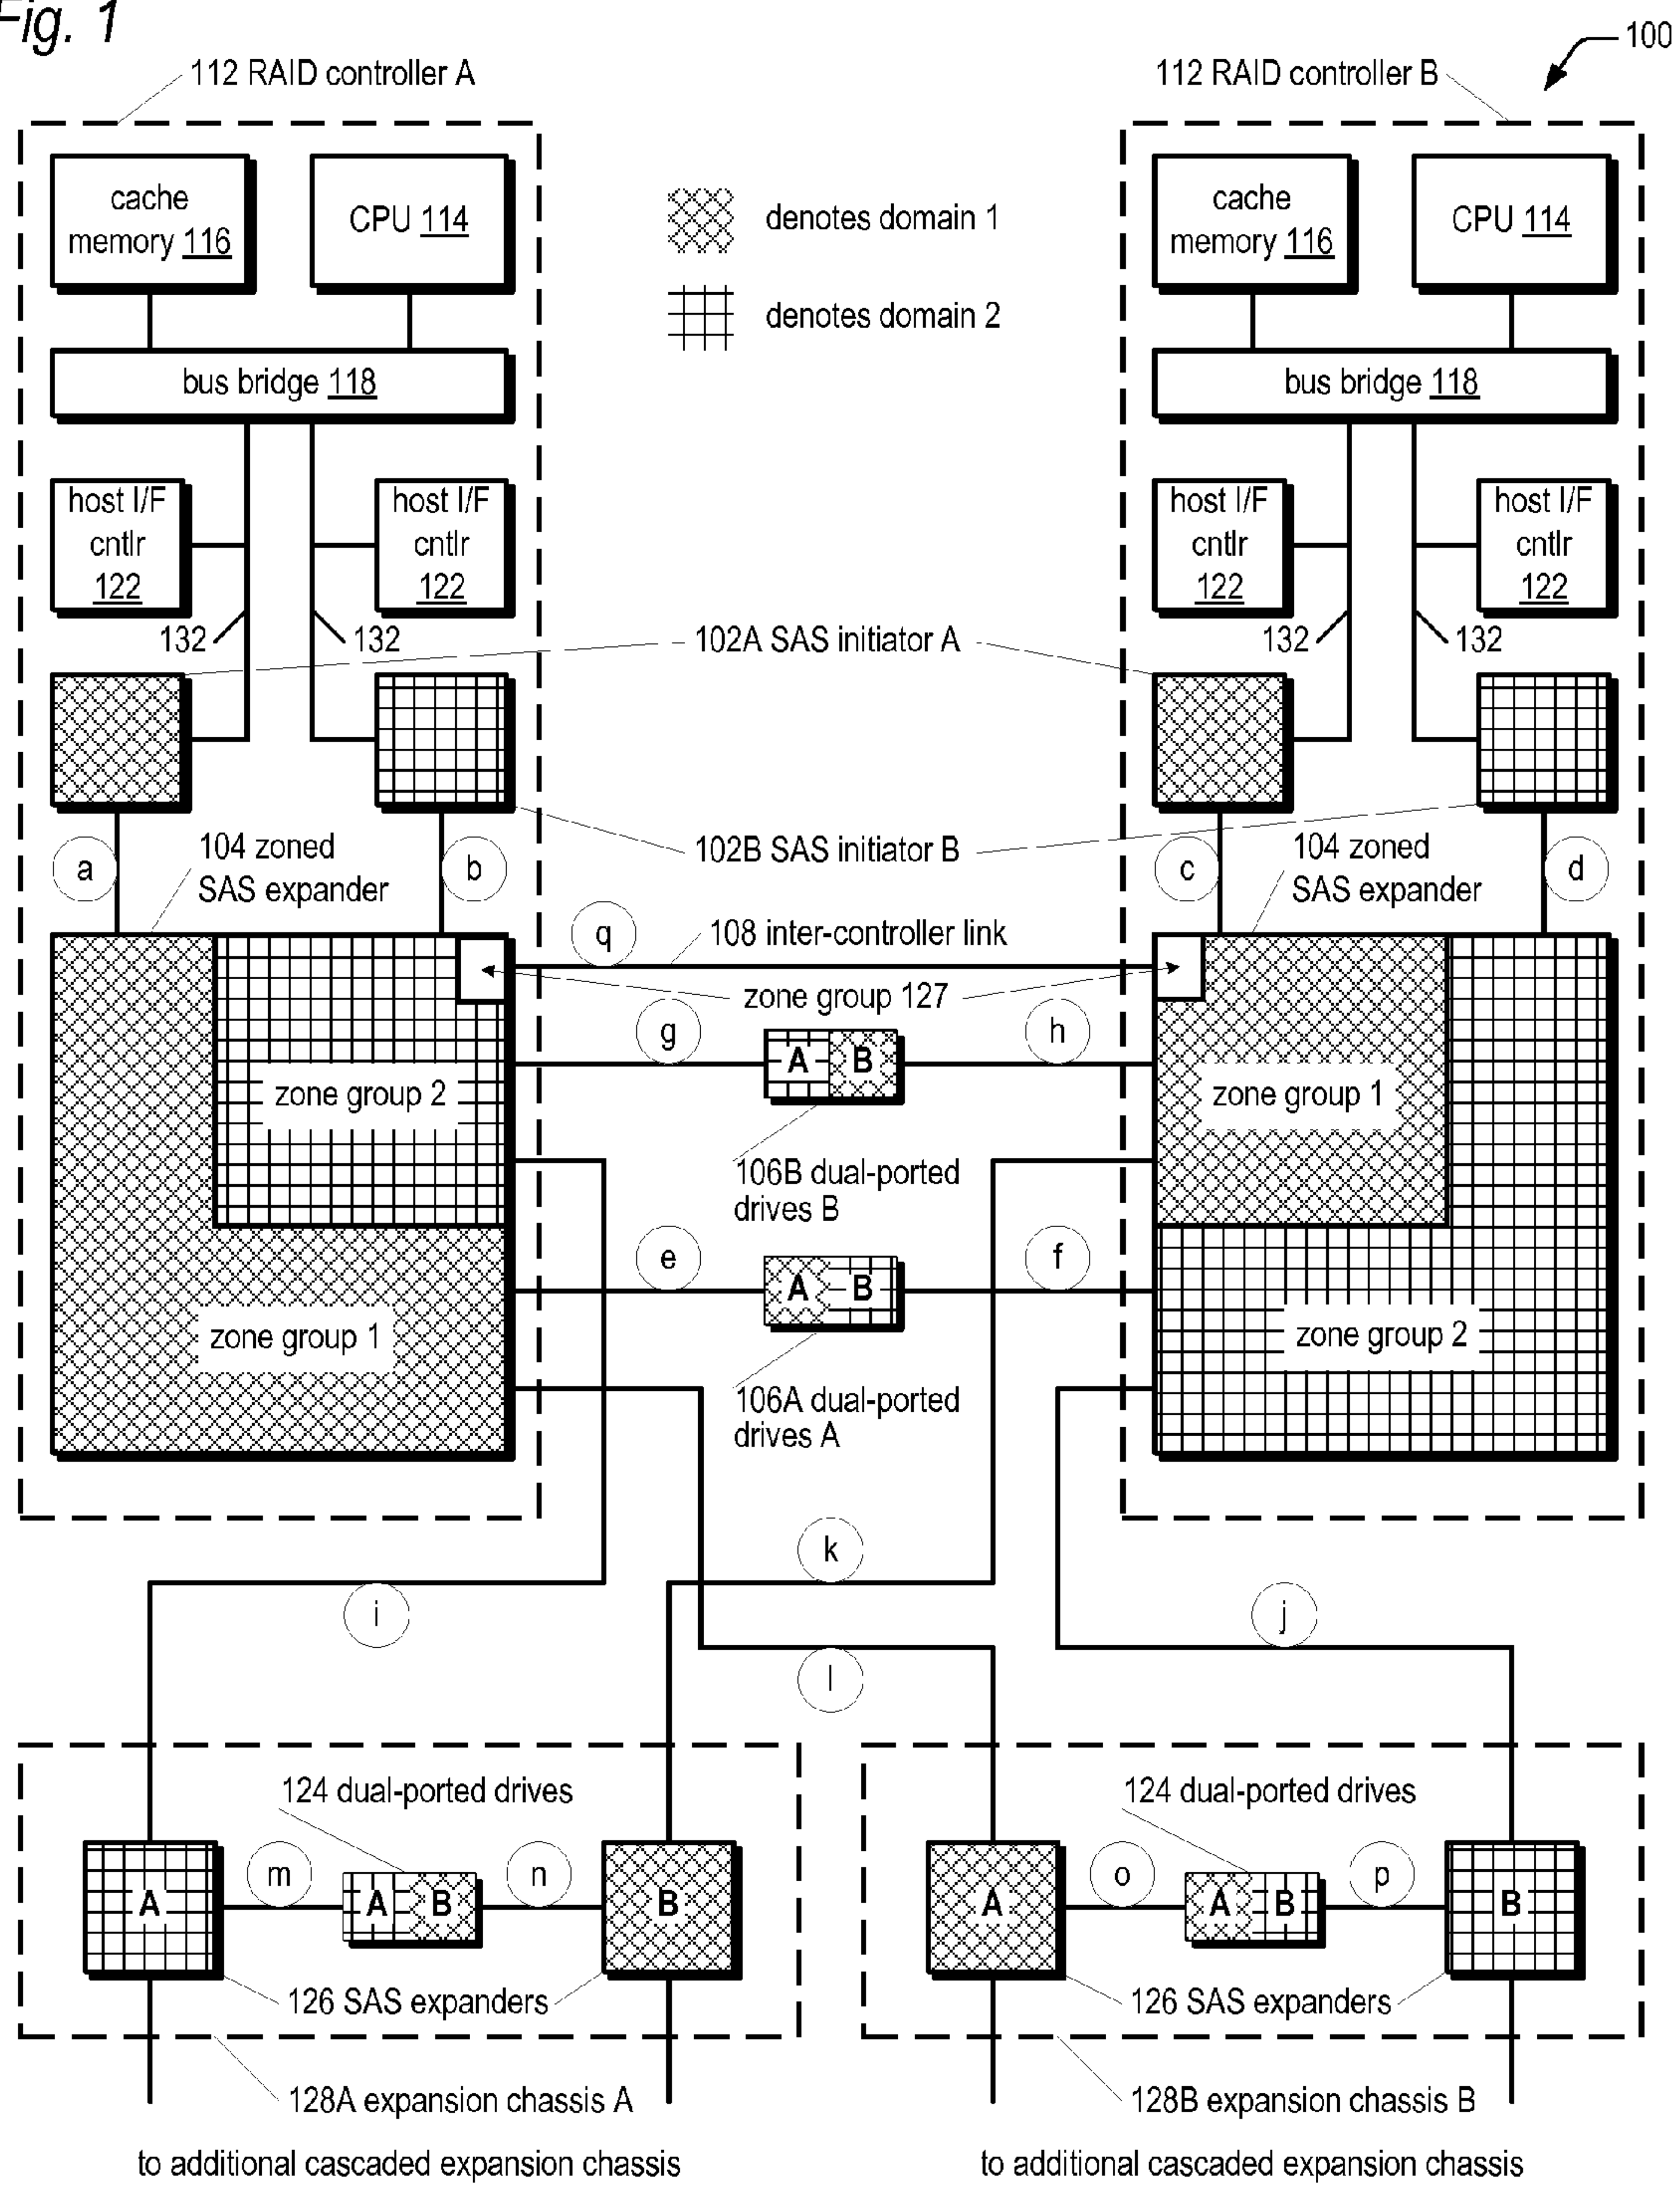 Fig. 1
100
112 RAID controller A
112 RAID controller B
cache
memory 116
CPU 114
denotes domain 1
denotes domain 2
cache
memory 116
CPU 114
bus bridge 118
bus bridge 118
host I/F
cntlr
122
host I/F
cntlr
122
host I/F
cntlr
122
host I/F
cntlr
122
132
132
102A SAS initiator A
132
132
102B SAS initiator B
a
104 zoned
SAS expander
b
c
104 zoned
SAS expander
d
q
108 inter-controller link
zone group 127
g
A
B
h
zone group 2
zone group 1
106B dual-ported
drives B
e
A
B
f
zone group 1
zone group 2
106A dual-ported
drives A
k
i
j
l
124 dual-ported drives
124 dual-ported drives
A
m
A
B
n
B
A
o
A
B
p
B
126 SAS expanders
126 SAS expanders
128A expansion chassis A
128B expansion chassis B
to additional cascaded expansion chassis
to additional cascaded expansion chassis